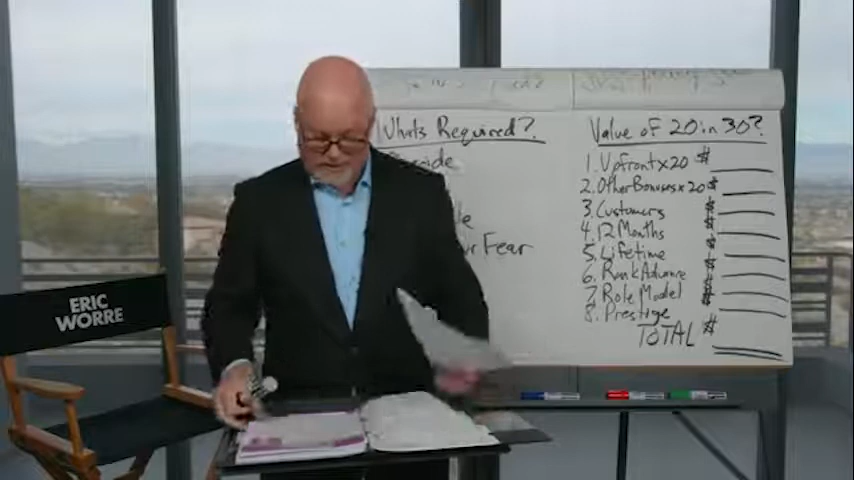 ERIC
WORRE
Whats Required?
Decide
Your Fear
Value of 20 in 30?
1. Upfront x 20 $
2. Other Bonuses x 20 $
3. Customers $
4. 12 Months $
5. Lifetime $
6. Rank Advance $
7. Role Model $
8. Prestige $
TOTAL $